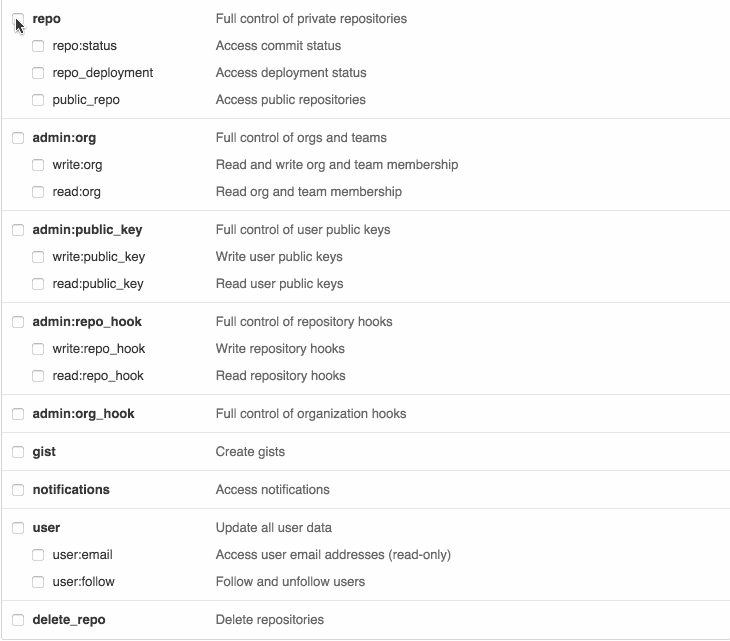 repo Full control of private repositories
repo:status Access commit status
repo_deployment Access deployment status
public_repo Access public repositories
admin:org Full control of orgs and teams
write:org Read and write org and team membership
read:org Read org and team membership
admin:public_key Full control of user public keys
write:public_key Write user public keys
read:public_key Read user public keys
admin:repo_hook Full control of repository hooks
write:repo_hook Write repository hooks
read:repo_hook Read repository hooks
admin:org_hook Full control of organization hooks
gist Create gists
notifications Access notifications
user Update all user data
user:email Access user email addresses (read-only)
user:follow Follow and unfollow users
delete_repo Delete repositories